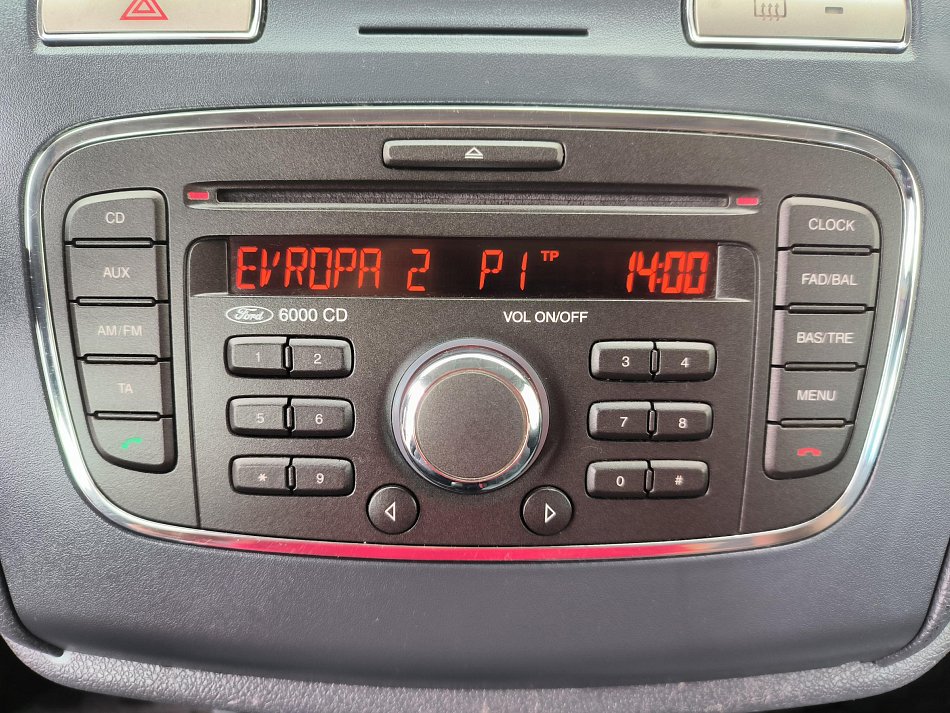 CD
AUX
AM/FM
TA
EVROPA 2 P1 TP 14:00
Ford 6000 CD VOL ON/OFF
1 2 3 4
5 6 7 8
* 9 0 #
CLOCK
FAD/BAL
BAS/TRE
MENU